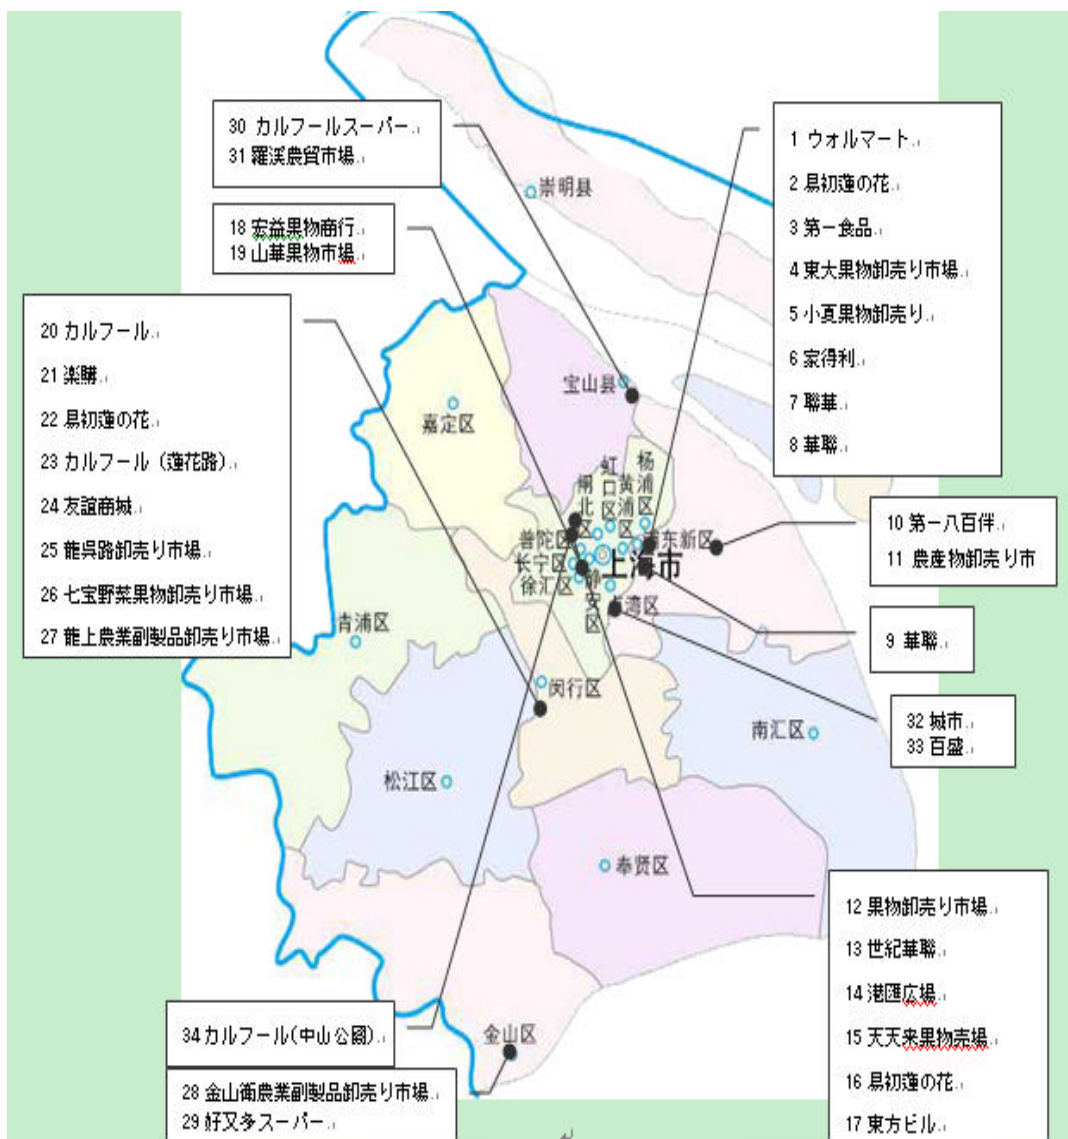 30 カルフールスーパー
31 羅渓農貿市場
18 宏益果物商行
19 山華果物市場
20 カルフール
21 楽購
22 易初蓮の花
23 カルフール（蓮花路）
24 友誼商城
25 龍呉路卸売り市場
26 七宝野菜果物卸売り市場
27 龍上農業副製品卸売り市場
1 ウォルマート
2 易初蓮の花
3 第一食品
4 東大果物卸売り市場
5 小夏果物卸売り
6 家得利
7 聯華
8 華聯
10 第一八百伴
11 農産物卸売り市
9 華聯
32 城市
33 百盛
12 果物卸売り市場
13 世紀華聯
14 港匯広場
15 天天来果物売場
16 易初蓮の花
17 東方ビル
34 カルフール(中山公園)
28 金山衛農業副製品卸売り市場
29 好又多スーパー
崇明县
宝山县
嘉定区
杨浦区
虹口区
黄浦区
闸北区
普陀区
长宁区
徐汇区
静安区
上海市
浦东新区
卢湾区
青浦区
闵行区
南汇区
松江区
奉贤区
金山区